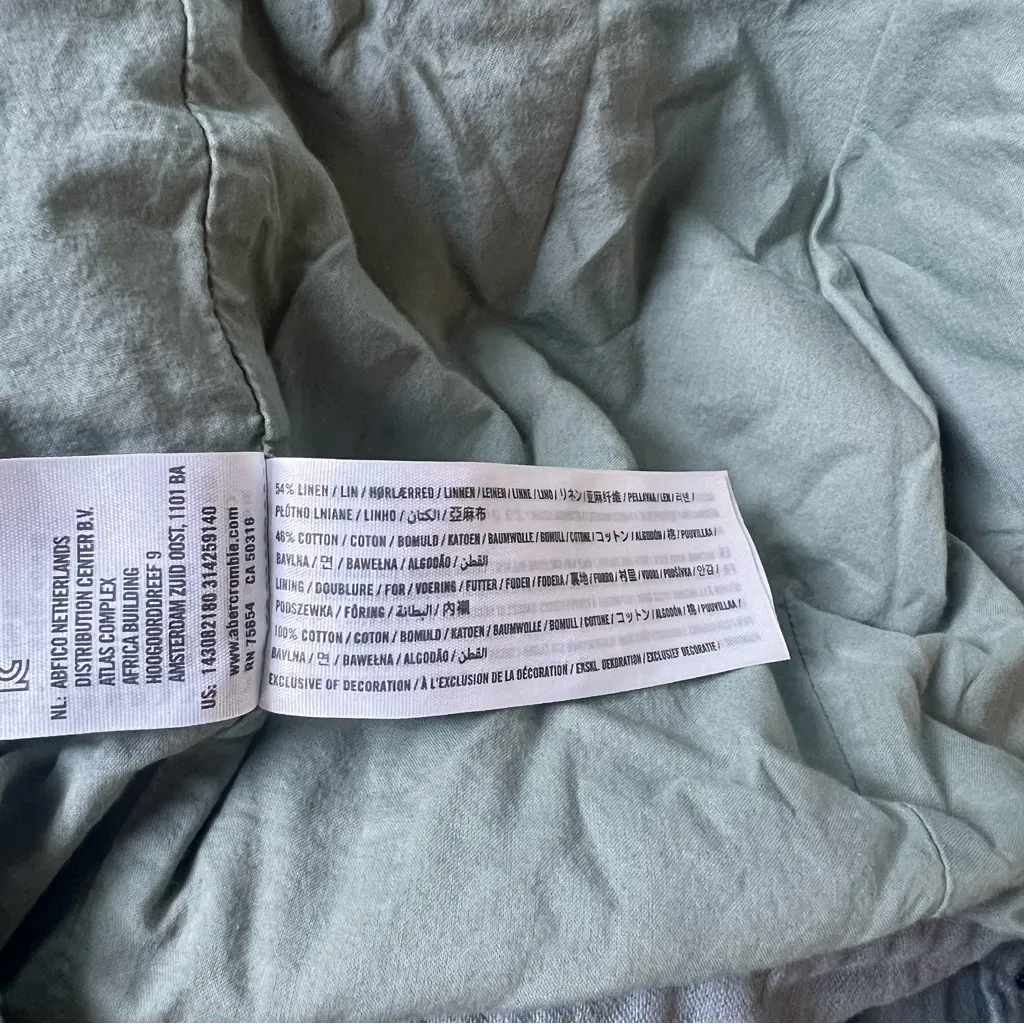 NL: ABFICO NETHERLANDS
DISTRIBUTION CENTER B.V.
ATLAS COMPLEX
AFRICA BUILDING
HOOGOORDDREEF 9
AMSTERDAM ZUID OOST, 1101 BA
US: 143082180 314259140
www.abercrombie.com
RN 75654 CA 50316
54% LINEN / LIN / HØRLÆRRED / LINNEN / LEINEN / LINNE / LINO / リネン / 亚麻纤维 / PELLAVA / LEN / 리넨 /
PŁÓTNO LNIANE / LINHO / الكتان / 亞麻布
46% COTTON / COTON / BOMULD / KATOEN / BAUMWOLLE / BOMULL / COTONE / コットン / ALGODÓN / 棉 / PUUVILLAA /
BAVLNA / 면 / BAWEŁNA / ALGODÃO / القطن
LINING / DOUBLURE / FOR / VOERING / FUTTER / FODER / FODERA / 裏地 / FORRO / 衬里 / VUORI / PODŠÍVKA / 안감 /
PODSZEWKA / FÔRING / البطانة / 內襯
100% COTTON / COTON / BOMULD / KATOEN / BAUMWOLLE / BOMULL / COTONE / コットン / ALGODÓN / 棉 / PUUVILLAA /
BAVLNA / 면 / BAWEŁNA / ALGODÃO / القطن
EXCLUSIVE OF DECORATION / À L'EXCLUSION DE LA DÉCORATION / EKSKL. DEKORATION / EXCLUSIEF DECORATIE /